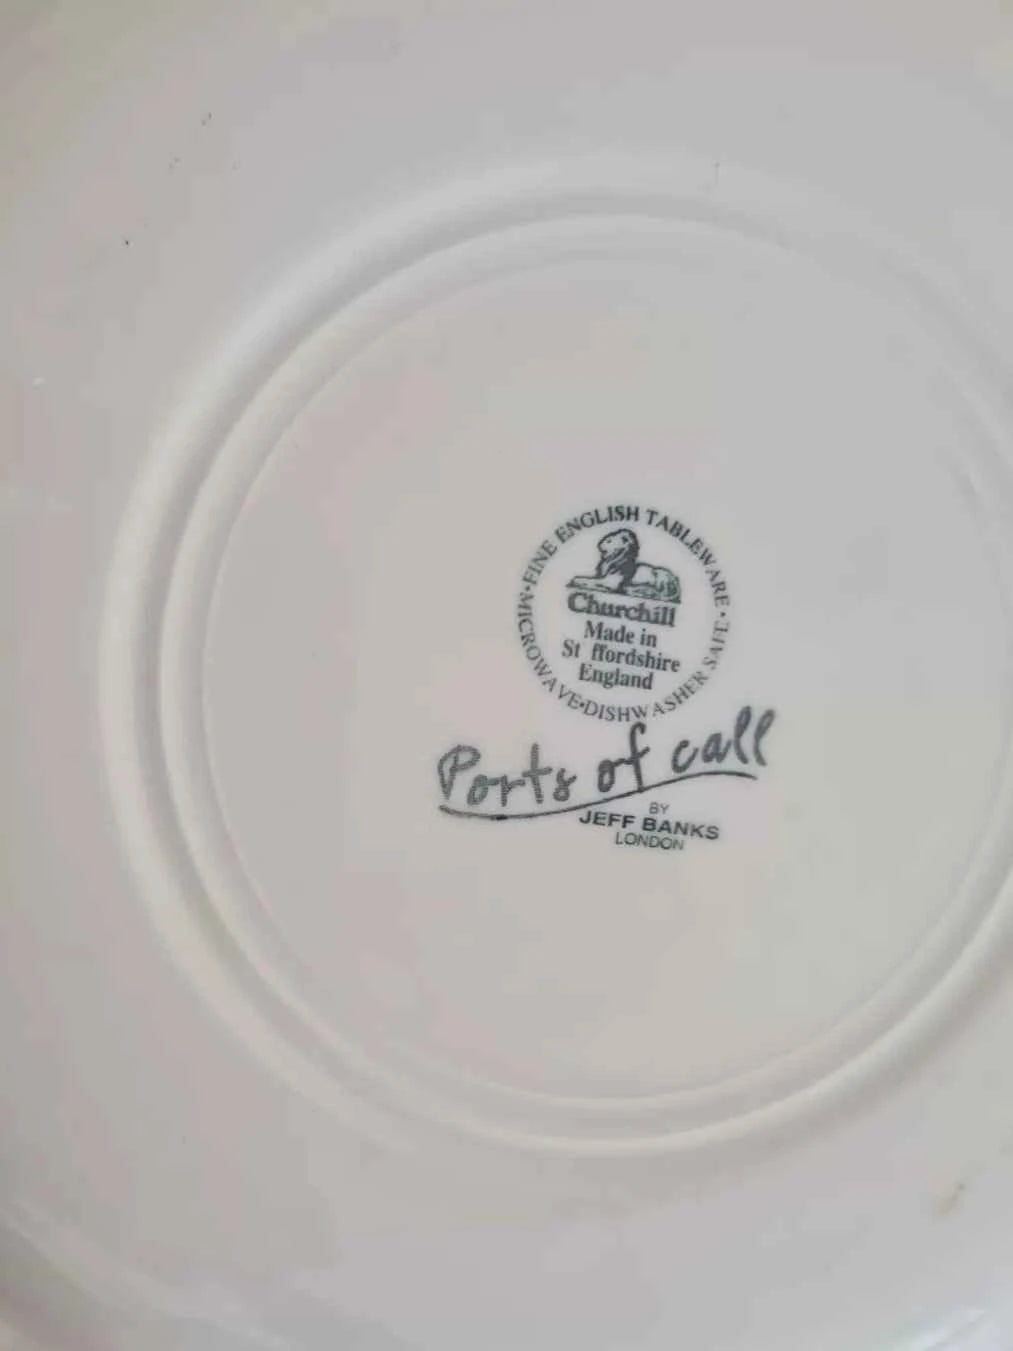 FINE ENGLISH TABLEWARE · MICROWAVE·DISHWASHER SAFE ·
Churchill
Made in
St ffordshire
England
Ports of call
BY
JEFF BANKS
LONDON